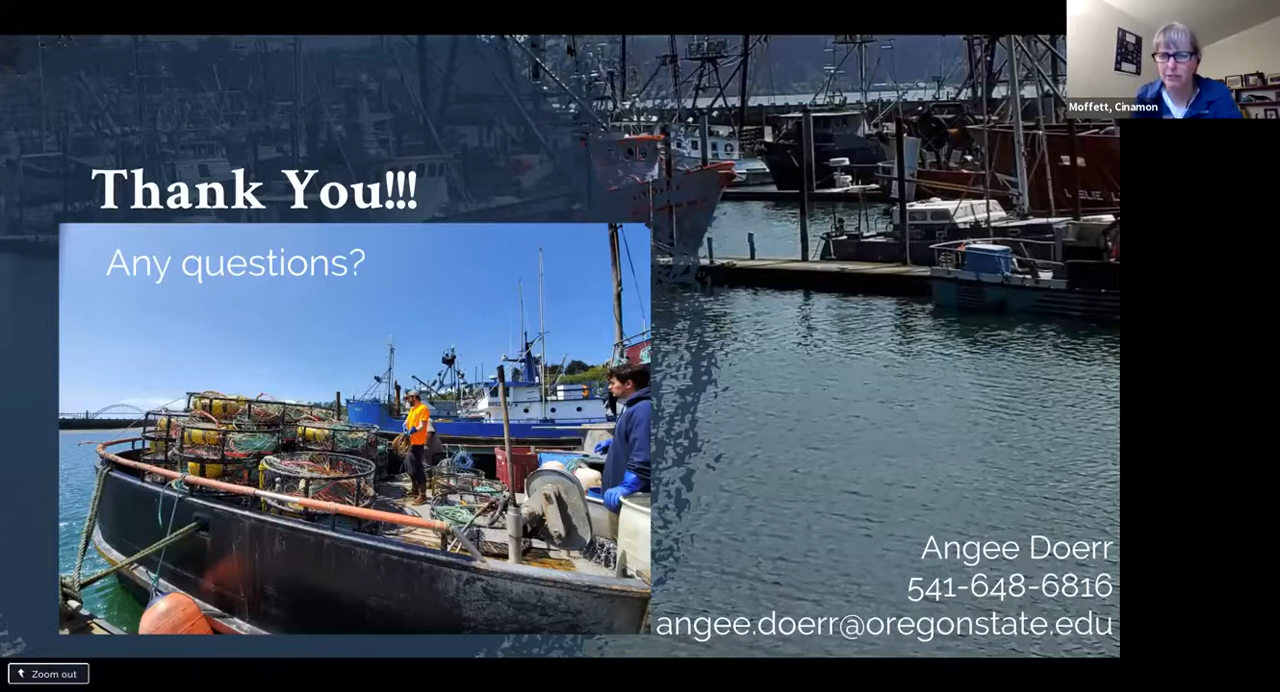 Moffett, Cinamon
Thank You!!!
Any questions?
Angee Doerr
541-648-6816
angee.doerr@oregonstate.edu
Zoom out